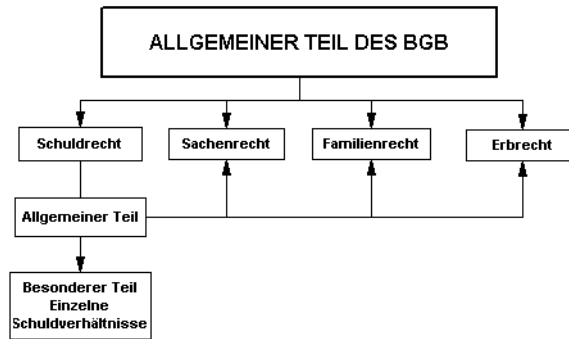 ALLGEMEINER TEIL DES BGB
Schuldrecht
Sachenrecht
Familienrecht
Erbrecht
Allgemeiner Teil
Besonderer Teil
Einzelne
Schuldverhältnisse